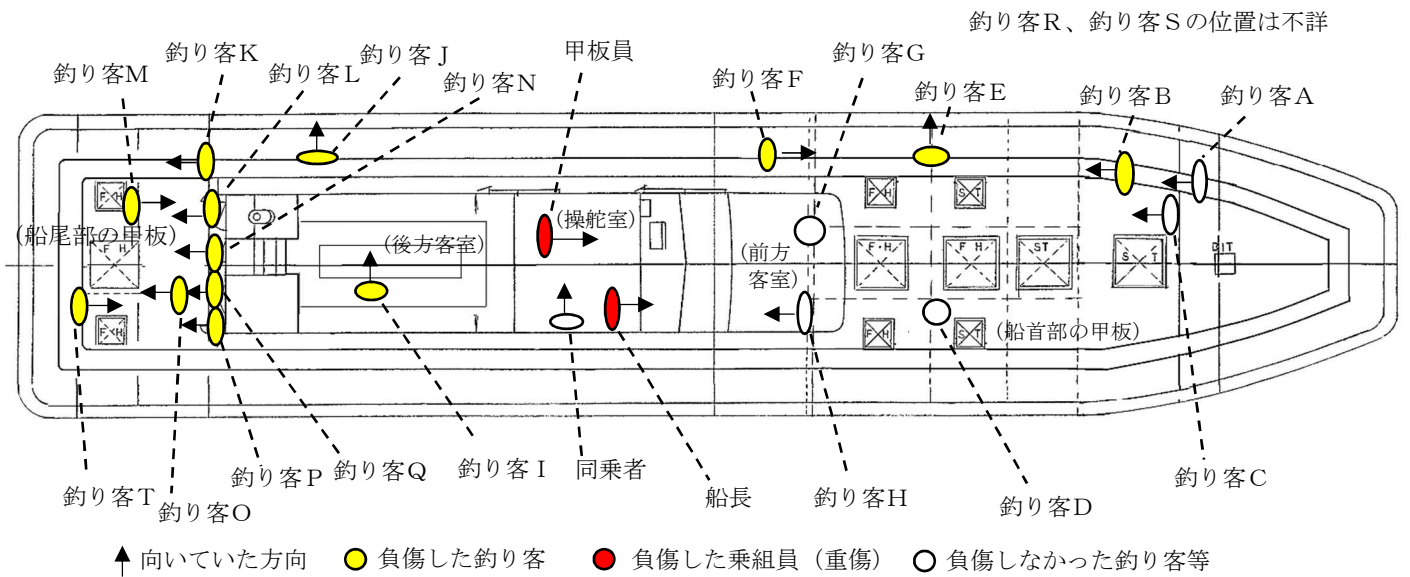 釣り客R、釣り客Sの位置は不詳
釣り客K
釣り客J
甲板員
釣り客G
釣り客M
釣り客L
釣り客N
釣り客F
釣り客E
釣り客B
釣り客A
F H
F・H
S・T
(船尾部の甲板)
F H
(後方客室)
(操舵室)
(前方
客室)
F・H
F H
ST
S T
BIT
F・H
F・H
S・T
(船首部の甲板)
釣り客T
釣り客O
釣り客P
釣り客Q
釣り客I
同乗者
船長
釣り客H
釣り客D
釣り客C
向いていた方向
負傷した釣り客
負傷した乗組員(重傷)
負傷しなかった釣り客等